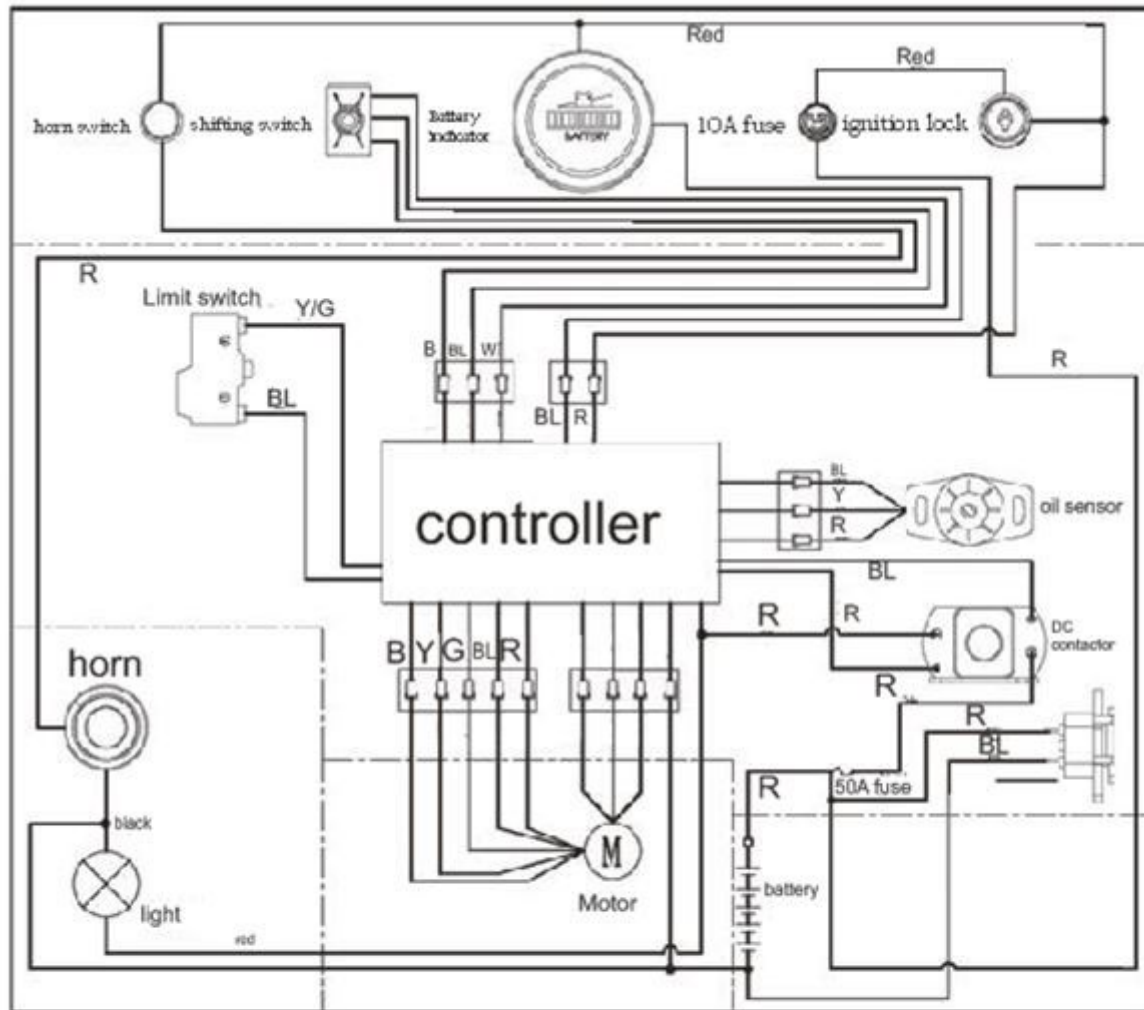 Red
Red
horn switch
shifting switch
Battery
indicator
BATTERY
10A fuse
ignition lock
R
Limit switch
Y/G
BL
B
BL
W
R
BL
R
controller
BL
Y
R
oil sensor
BL
R
R
DC
contactor
B
Y
G
BL
R
horn
R
R
BL
R
50A fuse
black
light
M
Motor
battery
red